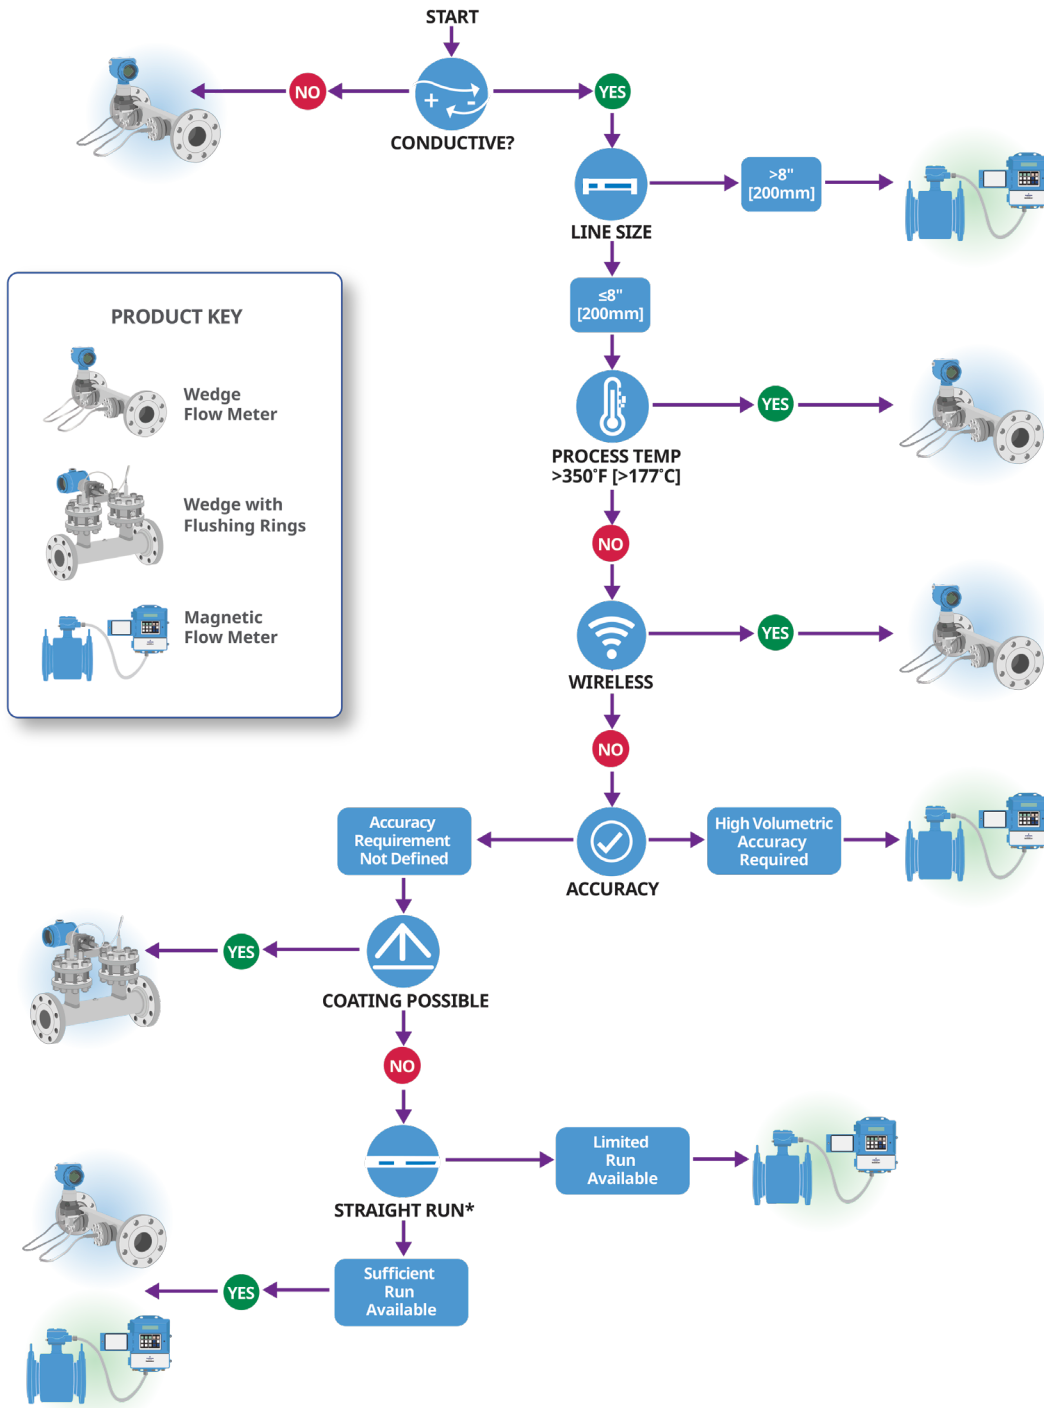 START
NO
YES
+ -
CONDUCTIVE?
>8"
[200mm]
LINE SIZE
≤8"
[200mm]
PRODUCT KEY
Wedge
Flow Meter
Wedge with
Flushing Rings
Magnetic
Flow Meter
YES
PROCESS TEMP
>350°F [>177°C]
NO
YES
WIRELESS
NO
Accuracy
Requirement
Not Defined
High Volumetric
Accuracy
Required
ACCURACY
YES
COATING POSSIBLE
NO
Limited
Run
Available
STRAIGHT RUN*
YES
Sufficient
Run
Available